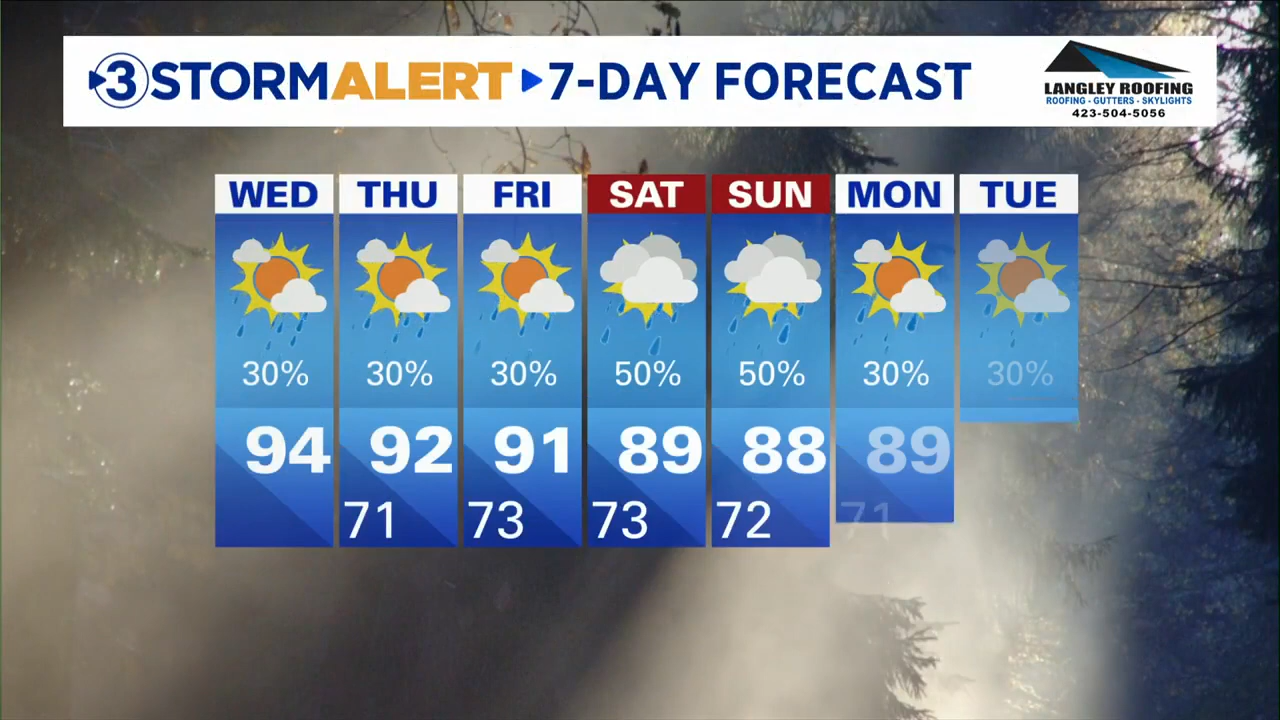 3 STORMALERT 7-DAY FORECAST
LANGLEY ROOFING
ROOFING - GUTTERS - SKYLIGHTS
423-504-5056
WED THU FRI SAT SUN MON TUE
30% 30% 30% 50% 50% 30% 30%
94 92 91 89 88 89
71 73 73 72 71